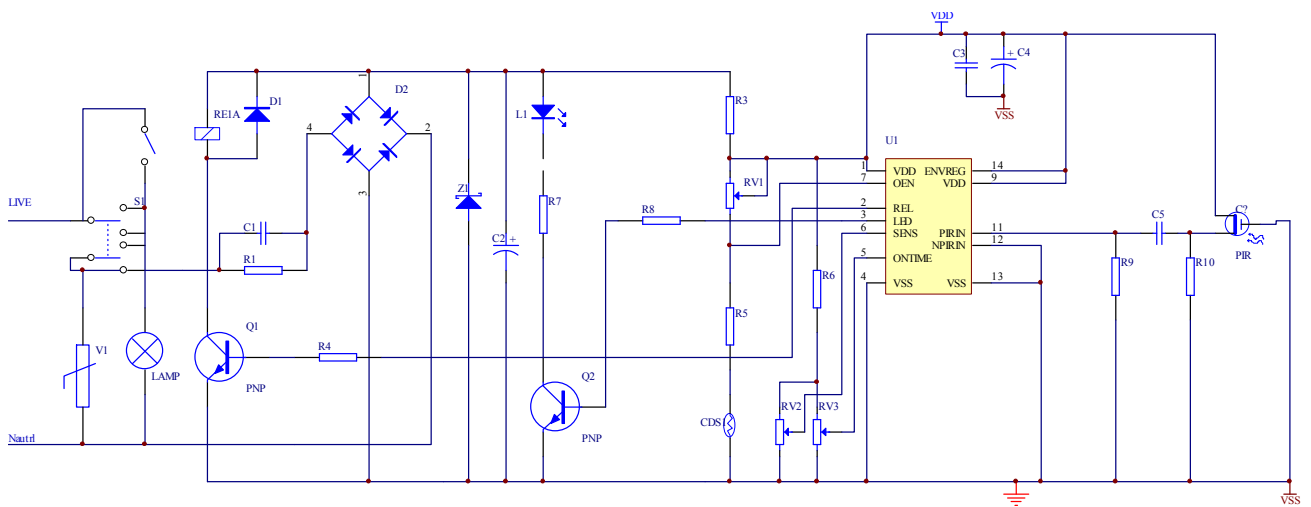 VDD
C3
+ C4
VSS
RE1A
D1
1
D2
4
2
3
L1
R3
U1
1 VDD ENVREG 14
7 OEN VDD 9
2 REL
3 LED
6 SENS PIRIN 11
NPIRIN 12
5 ONTIME
4 VSS VSS 13
LIVE
S1
C1
R1
Z1
C2 +
R7
R8
RV1
C5
C?
PIR
R9
R10
R6
R5
V1
LAMP
Q1
PNP
R4
Q2
PNP
CDS1
RV2
RV3
Nautrl
VSS